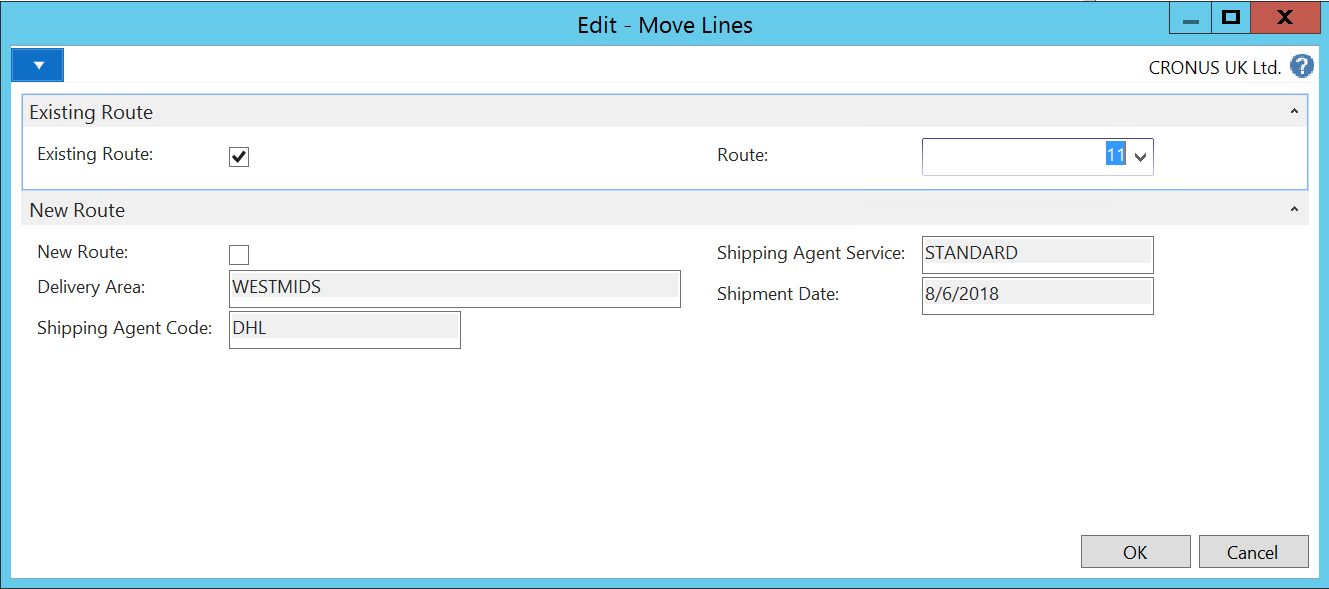 Edit - Move Lines
CRONUS UK Ltd. ?
Existing Route
Existing Route: Route: 11
New Route
New Route: Shipping Agent Service: STANDARD
Delivery Area: WESTMIDS Shipment Date: 8/6/2018
Shipping Agent Code: DHL
OK Cancel